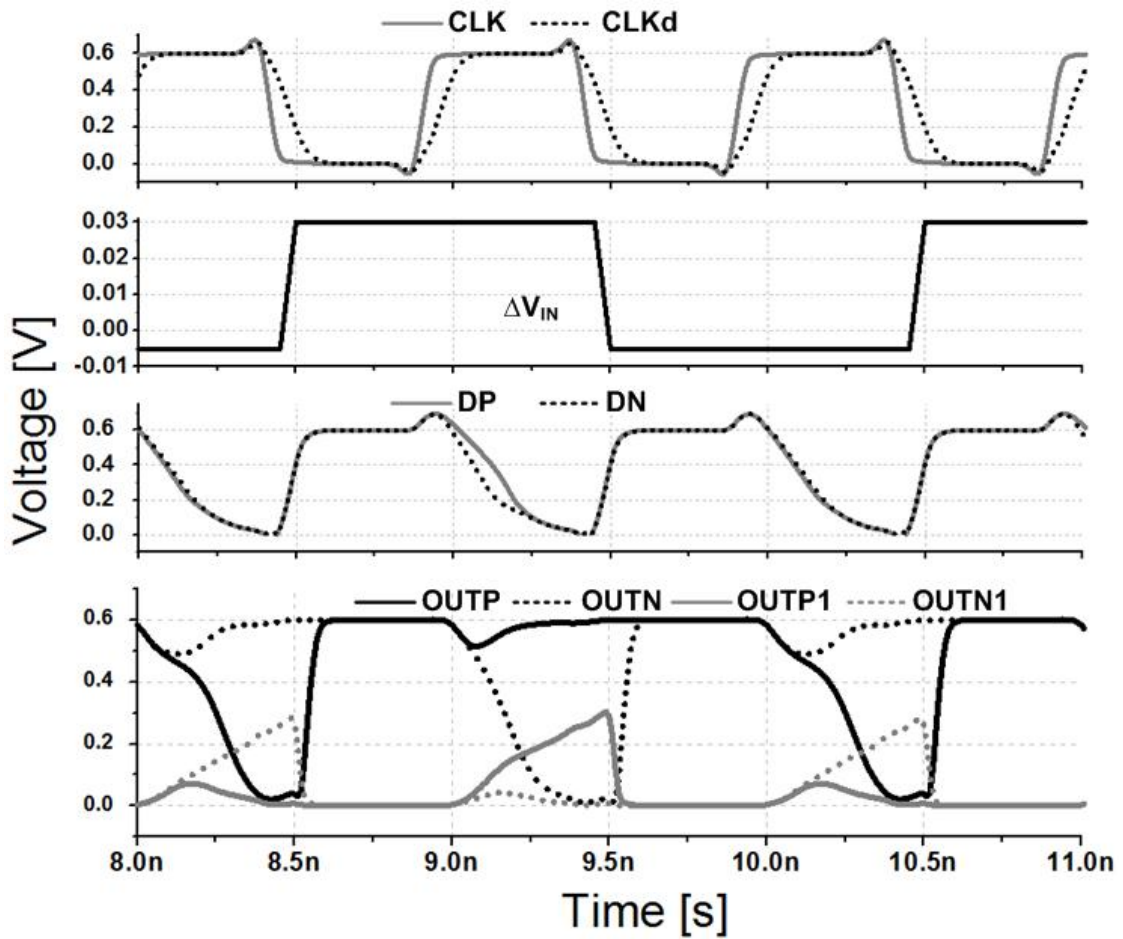 CLK CLKd
0.6
0.4
0.2
0.0
0.03
0.02
0.01
0.00
-0.01
ΔVIN
DP DN
0.6
0.4
0.2
0.0
OUTP OUTN OUTP1 OUTN1
0.6
0.4
0.2
0.0
8.0n 8.5n 9.0n 9.5n 10.0n 10.5n 11.0n
Time [s]
Voltage [V]